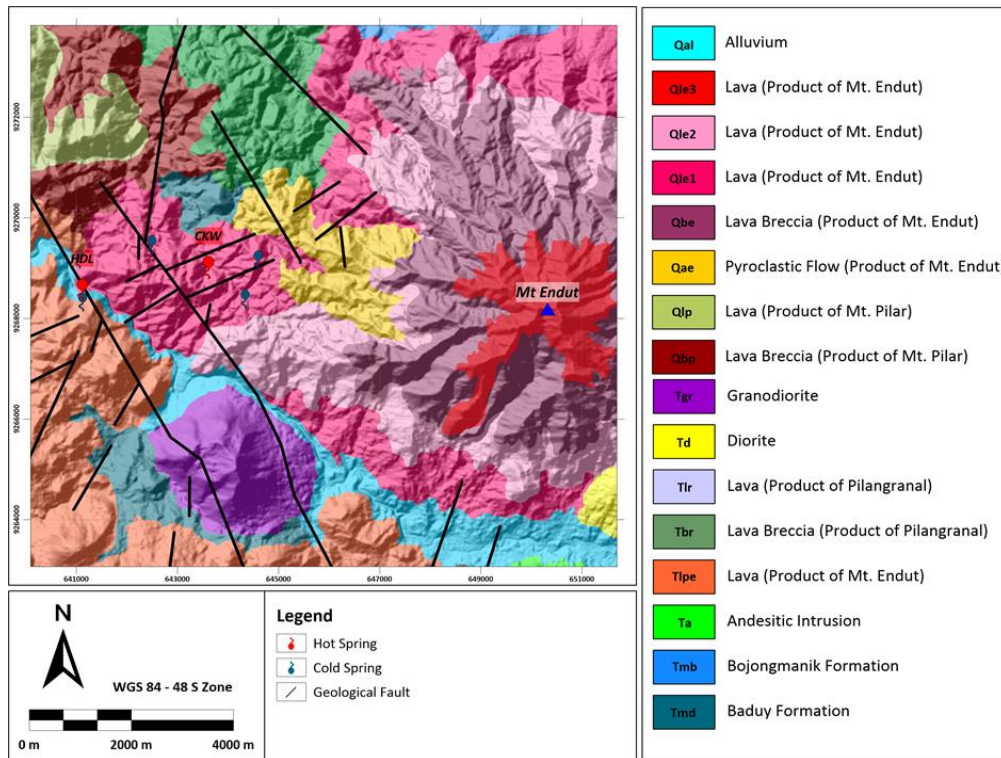 9272000
9270000
9268000
9266000
9264000
HDL
CKW
Mt Endut
641000 643000 645000 647000 649000 651000
N
WGS 84 - 48 S Zone
0 m 2000 m 4000 m
Legend
Hot Spring
Cold Spring
Geological Fault
Qal Alluvium
Qle3 Lava (Product of Mt. Endut)
Qle2 Lava (Product of Mt. Endut)
Qle1 Lava (Product of Mt. Endut)
Qbe Lava Breccia (Product of Mt. Endut)
Qae Pyroclastic Flow (Product of Mt. Endut
Qlp Lava (Product of Mt. Pilar)
Qbp Lava Breccia (Product of Mt. Pilar)
Tgr Granodiorite
Td Diorite
Tlr Lava (Product of Pilangranal)
Tbr Lava Breccia (Product of Pilangranal)
Tlpe Lava (Product of Mt. Endut)
Ta Andesitic Intrusion
Tmb Bojongmanik Formation
Tmd Baduy Formation